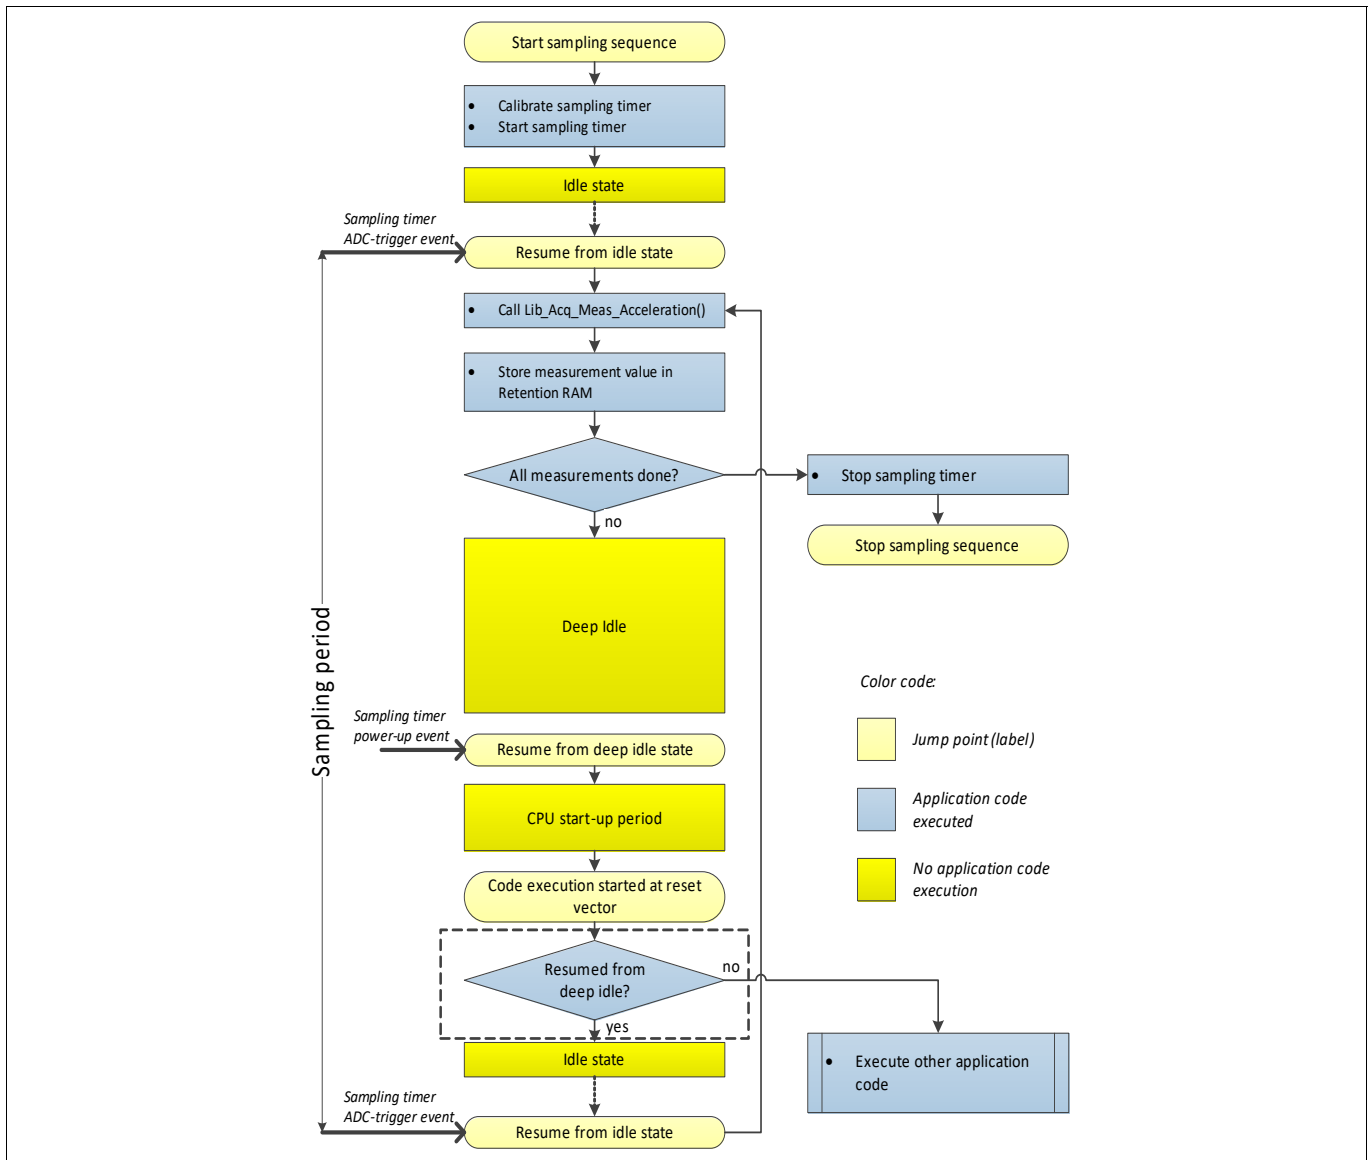 Start sampling sequence
• Calibrate sampling timer
• Start sampling timer
Idle state
Sampling timer
ADC-trigger event
Resume from idle state
• Call Lib_Acq_Meas_Acceleration()
• Store measurement value in
Retention RAM
All measurements done?
• Stop sampling timer
no
Stop sampling sequence
Deep Idle
Sampling period
Color code:
Sampling timer
power-up event
Resume from deep idle state
Jump point (label)
CPU start-up period
Application code
executed
No application code
execution
Code execution started at reset
vector
Resumed from
deep idle?
no
yes
Idle state
• Execute other application
code
Sampling timer
ADC-trigger event
Resume from idle state